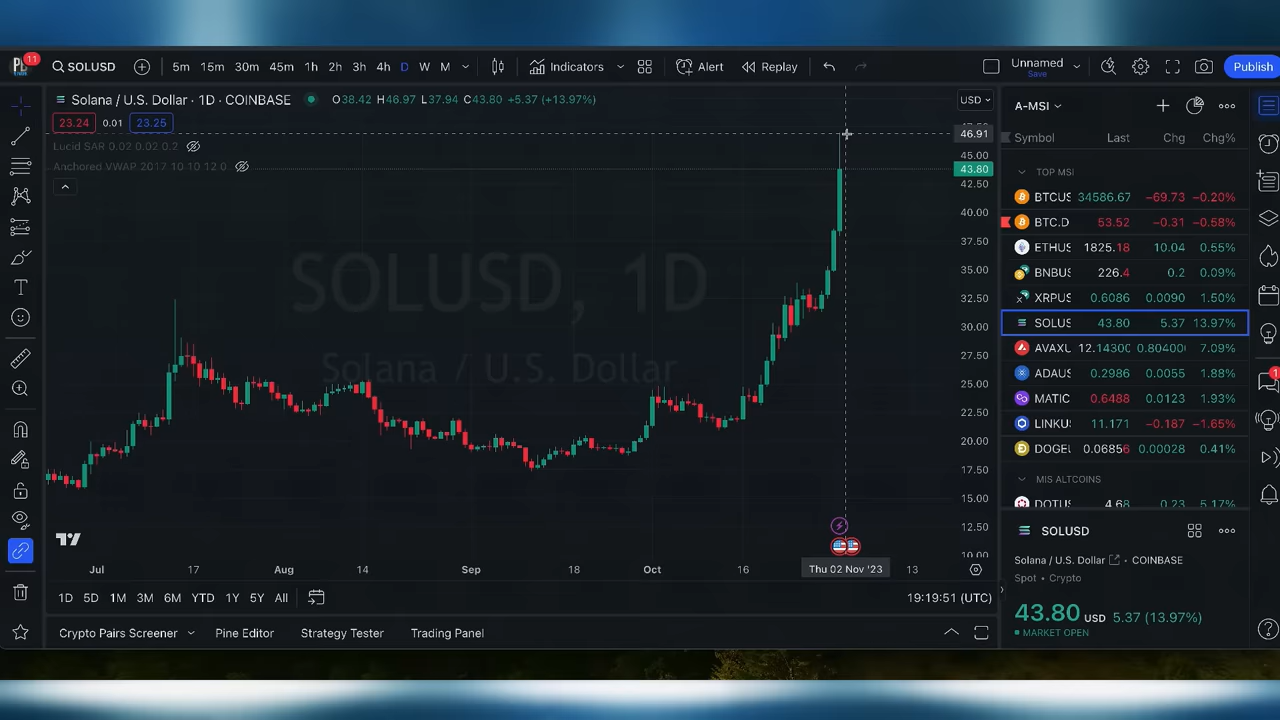 11
SOLUSD 5m 15m 30m 45m 1h 2h 3h 4h D W M Indicators Alert Replay Unnamed Save Publish
Solana / U.S. Dollar · 1D · COINBASE O38.42 H46.97 L37.94 C43.80 +5.37 (+13.97%) USD
23.24 0.01 23.25
Lucid SAR 0.02 0.02 0.2
Anchored VWAP 2017 10 10 12 0
SOLUSD, 1D
Solana / U.S. Dollar
46.91
45.00
43.80
42.50
40.00
37.50
35.00
32.50
30.00
27.50
25.00
22.50
20.00
17.50
15.00
12.50
10.00
Jul 17 Aug 14 Sep 18 Oct 16 Thu 02 Nov '23 13
1D 5D 1M 3M 6M YTD 1Y 5Y All 19:19:51 (UTC)
Crypto Pairs Screener Pine Editor Strategy Tester Trading Panel
A-MSI
Symbol Last Chg Chg%
TOP MSI
BTCUS 34586.67 −69.73 −0.20%
BTC.D 53.52 −0.31 −0.58%
ETHUS 1825.18 10.04 0.55%
BNBUS 226.4 0.2 0.09%
XRPUS 0.6086 0.0090 1.50%
SOLUS 43.80 5.37 13.97%
AVAXU 12.14300 0.80400 7.09%
ADAUS 0.2986 0.0055 1.88%
MATIC 0.6488 0.0123 1.93%
LINKU 11.171 −0.187 −1.65%
DOGEU 0.06856 0.00028 0.41%
MIS ALTCOINS
DOTUS 4.68 0.23 5.17%
SOLUSD
Solana / U.S. Dollar COINBASE
Spot • Crypto
43.80 USD 5.37 (13.97%)
MARKET OPEN
1